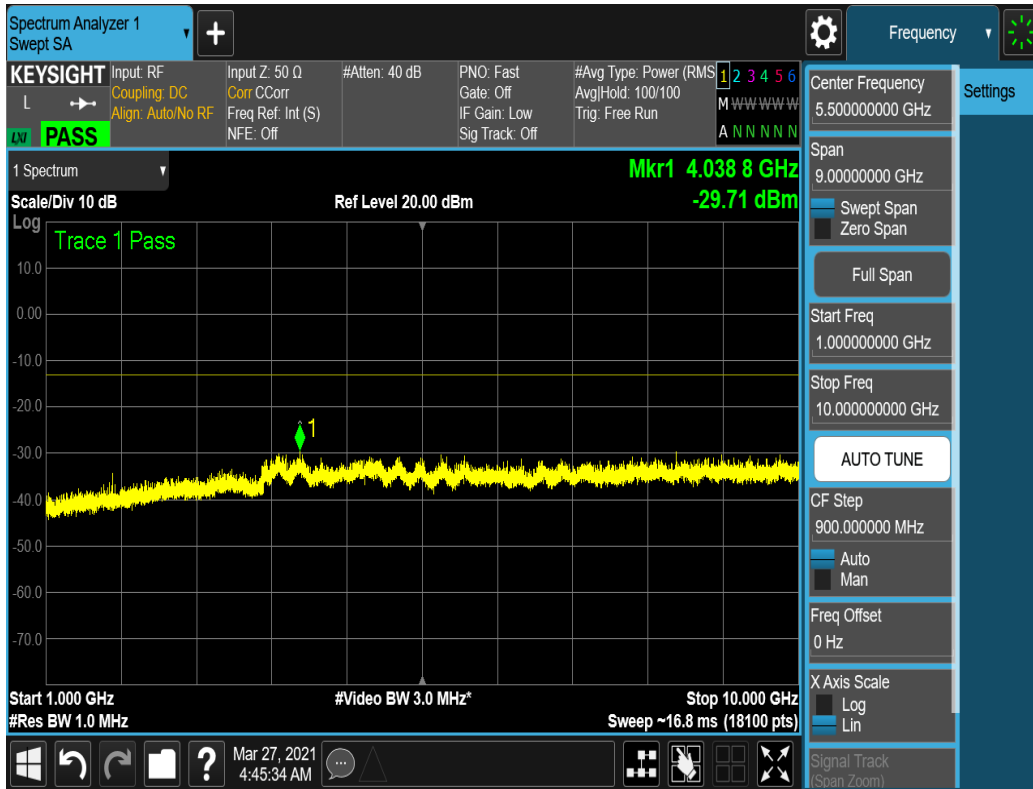 Spectrum Analyzer 1
Swept SA
+
Frequency
KEYSIGHT
L
LXI
PASS
Input: RF
Coupling: DC
Align: Auto/No RF
Input Z: 50 Ω
Corr CCorr
Freq Ref: Int (S)
NFE: Off
#Atten: 40 dB
PNO: Fast
Gate: Off
IF Gain: Low
Sig Track: Off
#Avg Type: Power (RMS
Avg|Hold: 100/100
Trig: Free Run
1 2 3 4 5 6
M W W W W W W
A N N N N N
1 Spectrum
Mkr1 4.038 8 GHz
-29.71 dBm
Scale/Div 10 dB
Ref Level 20.00 dBm
Log
Trace 1 Pass
10.0
0.00
-10.0
-20.0
1
-30.0
-40.0
-50.0
-60.0
-70.0
Start 1.000 GHz
#Video BW 3.0 MHz*
Stop 10.000 GHz
#Res BW 1.0 MHz
Sweep ~16.8 ms (18100 pts)
?
Mar 27, 2021
4:45:34 AM
Center Frequency
5.500000000 GHz
Settings
Span
9.00000000 GHz
Swept Span
Zero Span
Full Span
Start Freq
1.000000000 GHz
Stop Freq
10.000000000 GHz
AUTO TUNE
CF Step
900.000000 MHz
Auto
Man
Freq Offset
0 Hz
X Axis Scale
Log
Lin
Signal Track
(Span Zoom)